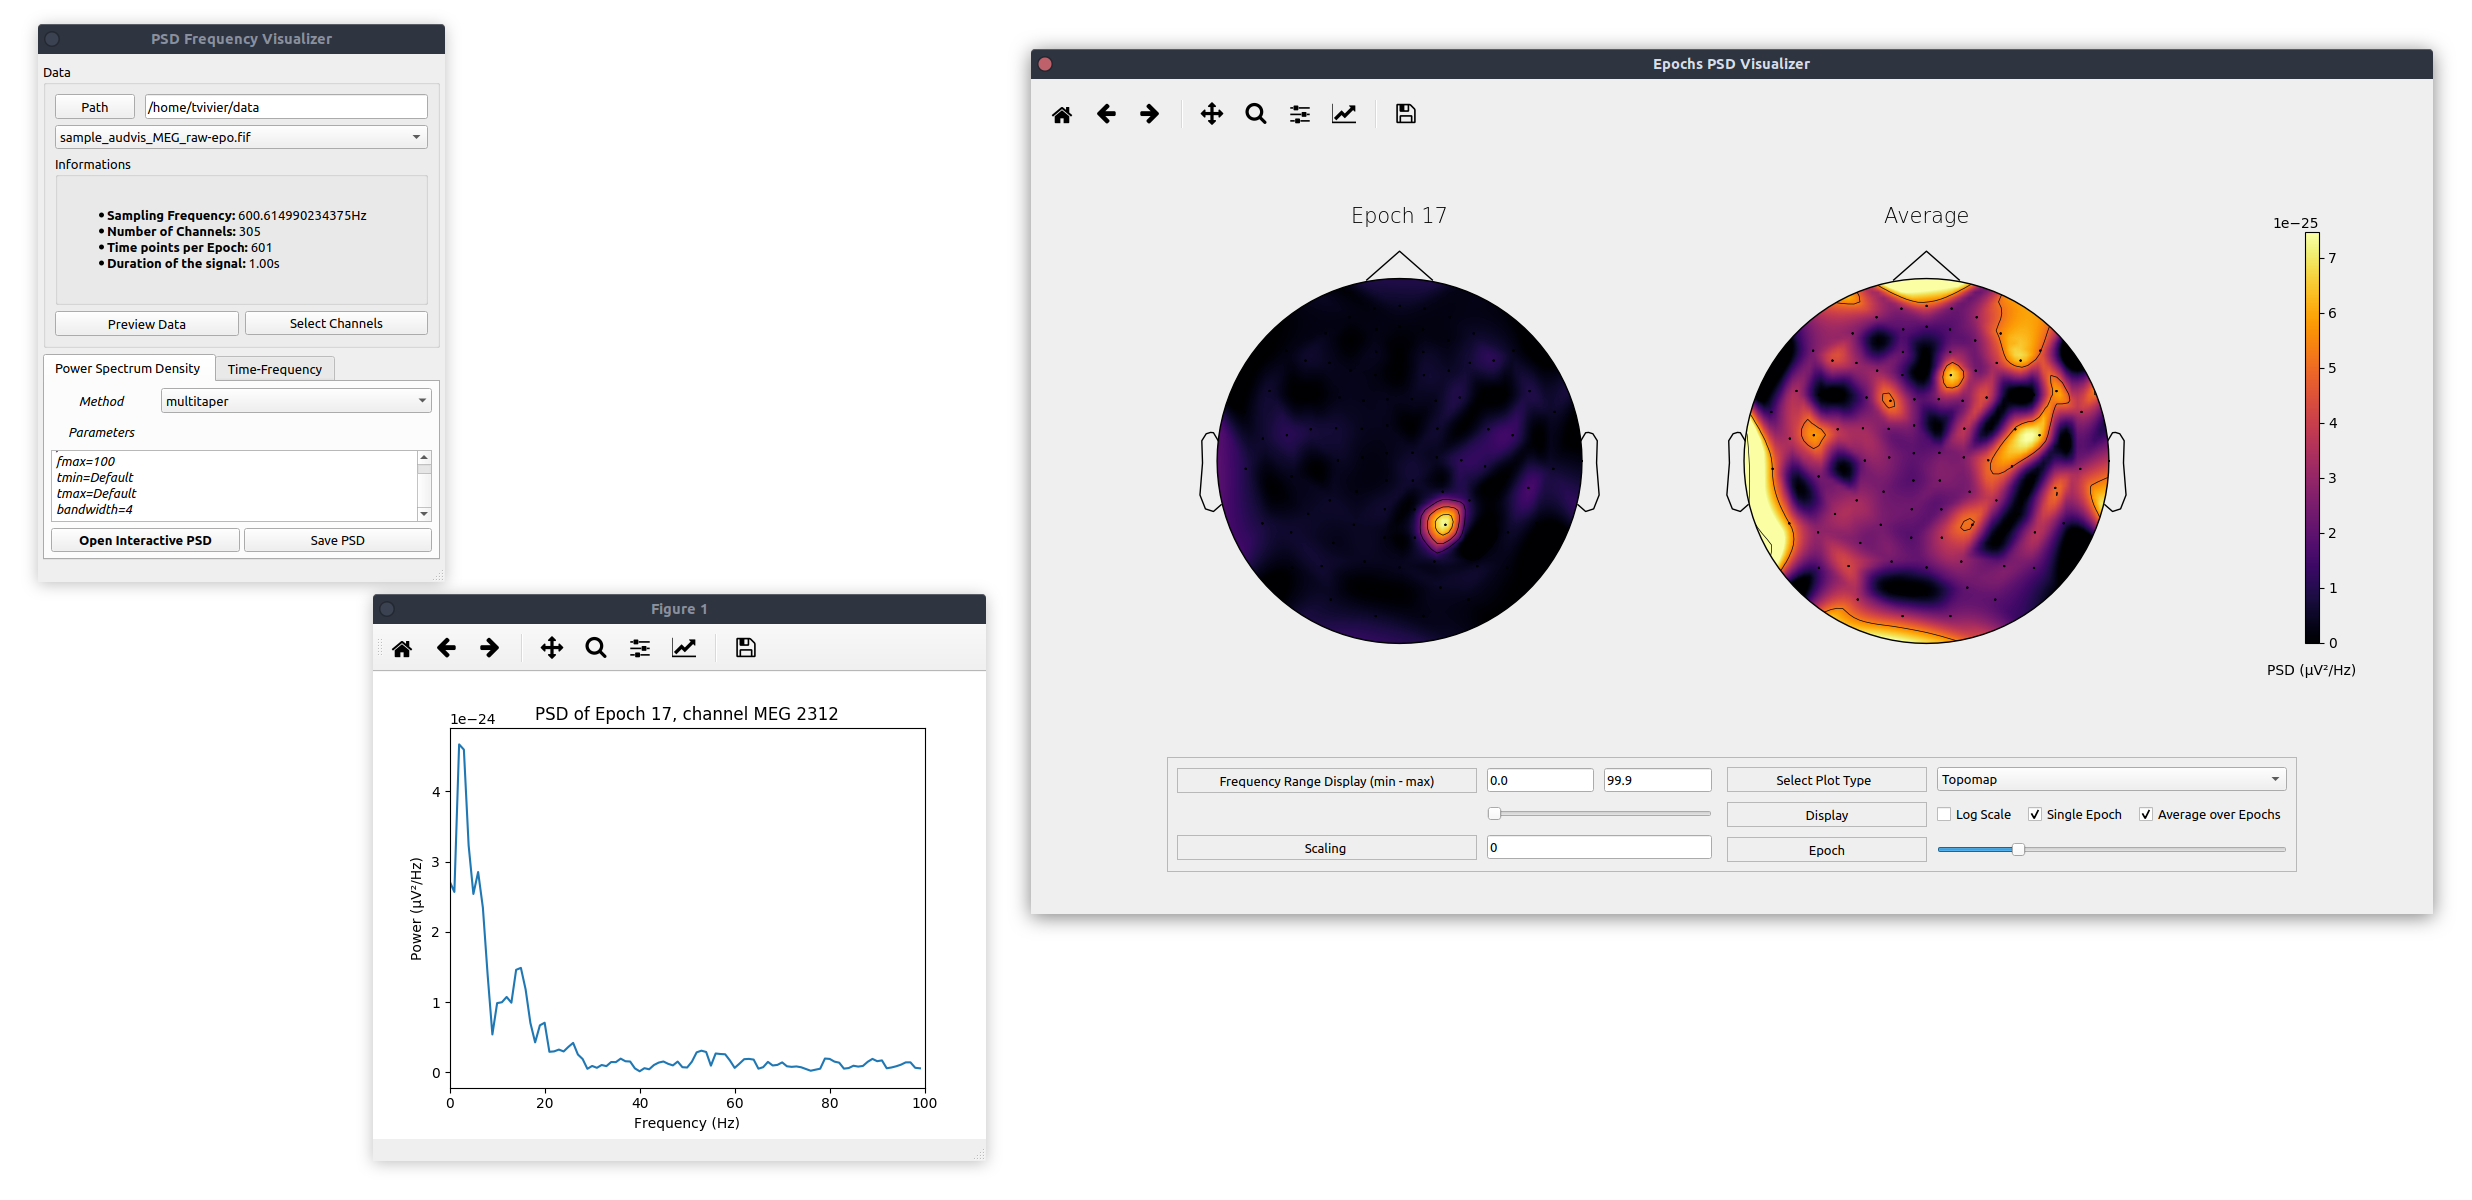 PSD Frequency Visualizer
Data
Path
/home/tvivier/data
sample_audvis_MEG_raw-epo.fif
Informations
• Sampling Frequency: 600.614990234375Hz
• Number of Channels: 305
• Time points per Epoch: 601
• Duration of the signal: 1.00s
Preview Data
Select Channels
Power Spectrum Density
Time-Frequency
Method
multitaper
Parameters
fmax=100
tmin=Default
tmax=Default
bandwidth=4
Open Interactive PSD
Save PSD
Figure 1
PSD of Epoch 17, channel MEG 2312
1e−24
4
3
2
1
0
Power (µV²/Hz)
0 20 40 60 80 100
Frequency (Hz)
Epochs PSD Visualizer
Epoch 17
Average
1e−25
7
6
5
4
3
2
1
0
PSD (µV²/Hz)
Frequency Range Display (min - max)
0.0
99.9
Scaling
0
Select Plot Type
Topomap
Display
Log Scale
Single Epoch
Average over Epochs
Epoch